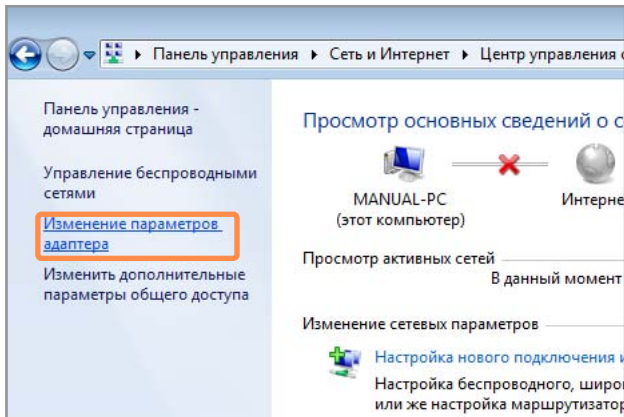 Панель управления ▸ Сеть и Интернет ▸ Центр управления
Панель управления -
домашняя страница
Управление беспроводными
сетями
Изменение параметров
адаптера
Изменить дополнительные
параметры общего доступа
Просмотр основных сведений о
MANUAL-PC
(этот компьютер)
Интерне
Просмотр активных сетей
В данный момент
Изменение сетевых параметров
Настройка нового подключения и
Настройка беспроводного, широ
или же настройка маршрутизатор